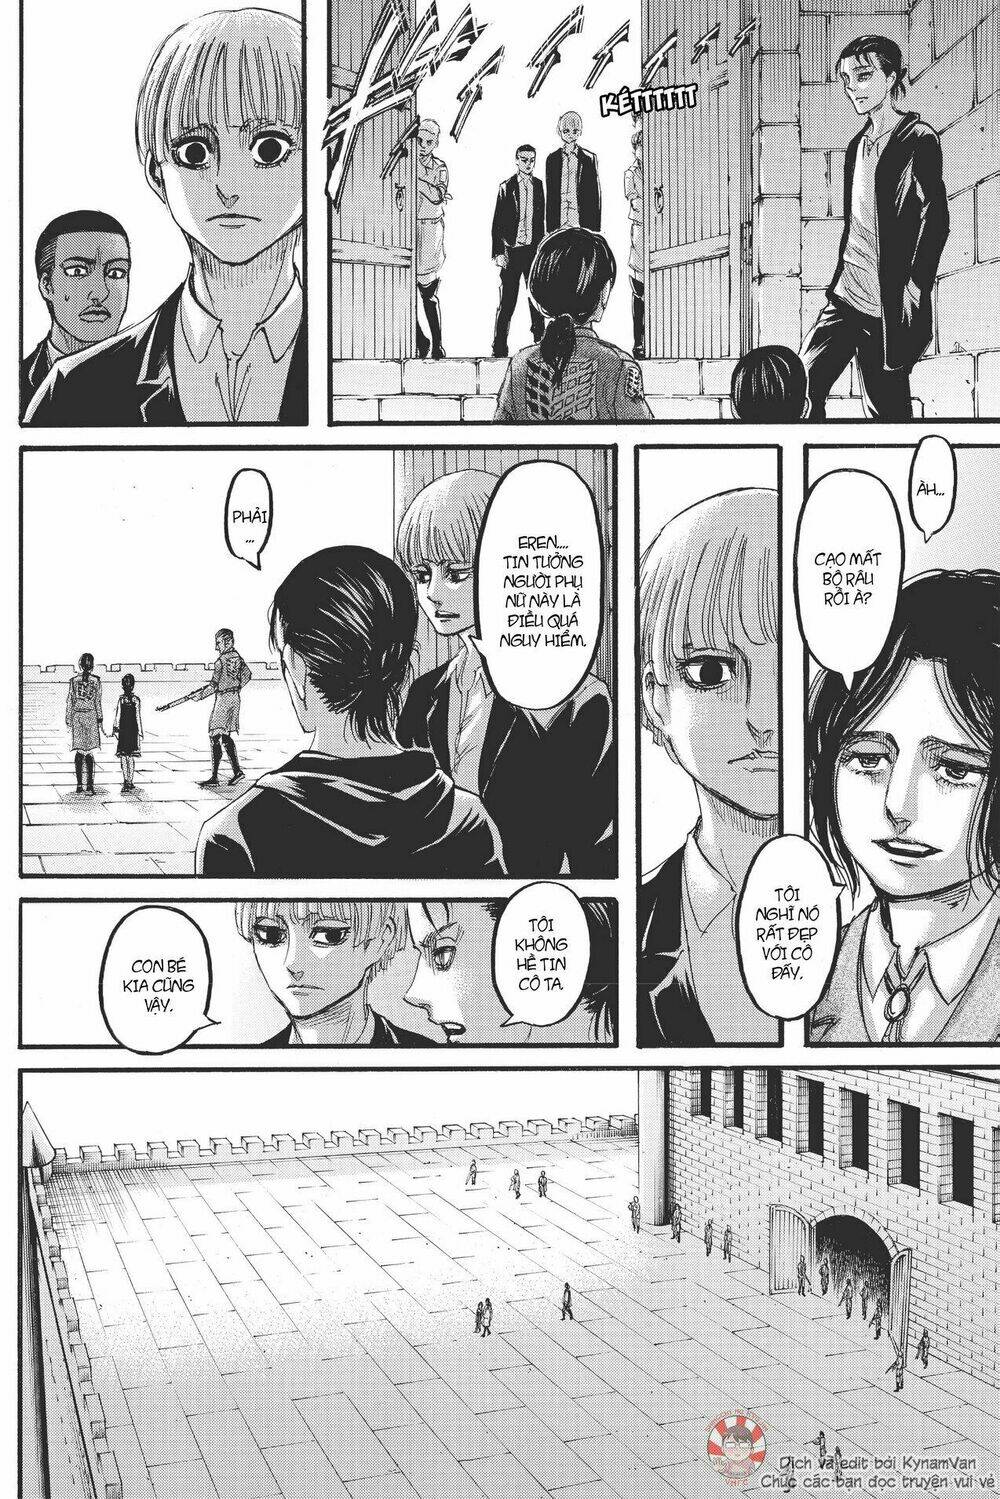 KÉTTTTTT
ÀH...
CẠO MẤT
BỘ RÂU
RỒI À?
TÔI
NGHĨ NÓ
RẤT ĐẸP
VỚI CÔ
ĐẤY.
EREN...
TIN TƯỞNG
NGƯỜI PHỤ
NỮ NÀY LÀ
ĐIỀU QUÁ
NGUY HIỂM.
PHẢI
...
TÔI
KHÔNG
HỀ TIN
CÔ TA.
CON BÉ
KIA CŨNG
VẬY.
Dịch và edit bởi KynamVan
Chúc các bạn đọc truyện vui vẻ